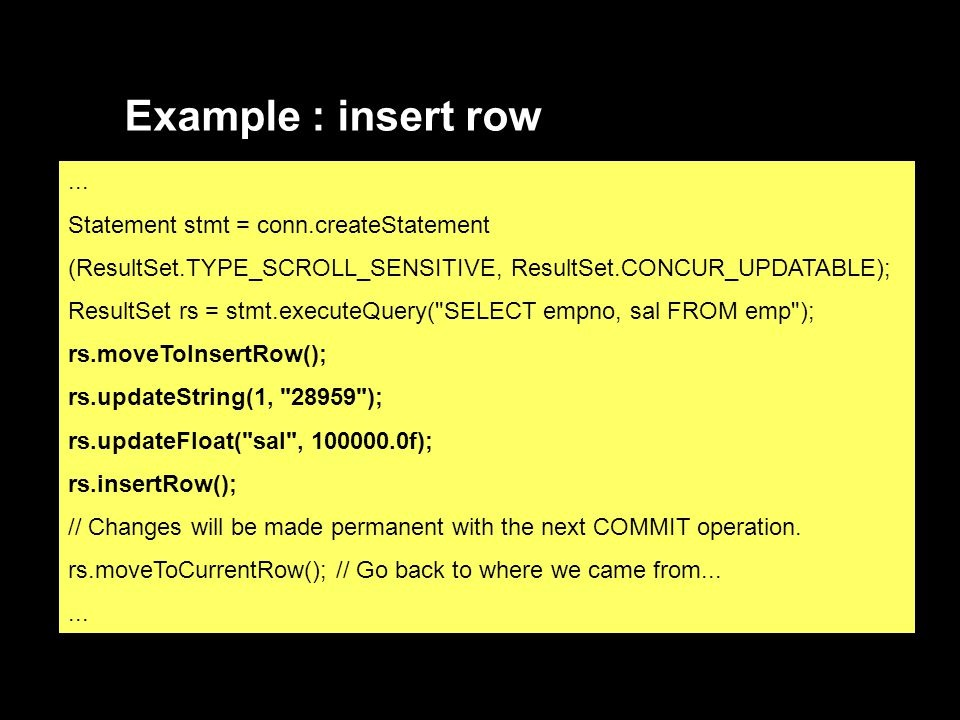 Example : insert row
...
Statement stmt = conn.createStatement
(ResultSet.TYPE_SCROLL_SENSITIVE, ResultSet.CONCUR_UPDATABLE);
ResultSet rs = stmt.executeQuery("SELECT empno, sal FROM emp");
rs.moveToInsertRow();
rs.updateString(1, "28959");
rs.updateFloat("sal", 100000.0f);
rs.insertRow();
// Changes will be made permanent with the next COMMIT operation.
rs.moveToCurrentRow(); // Go back to where we came from...
...